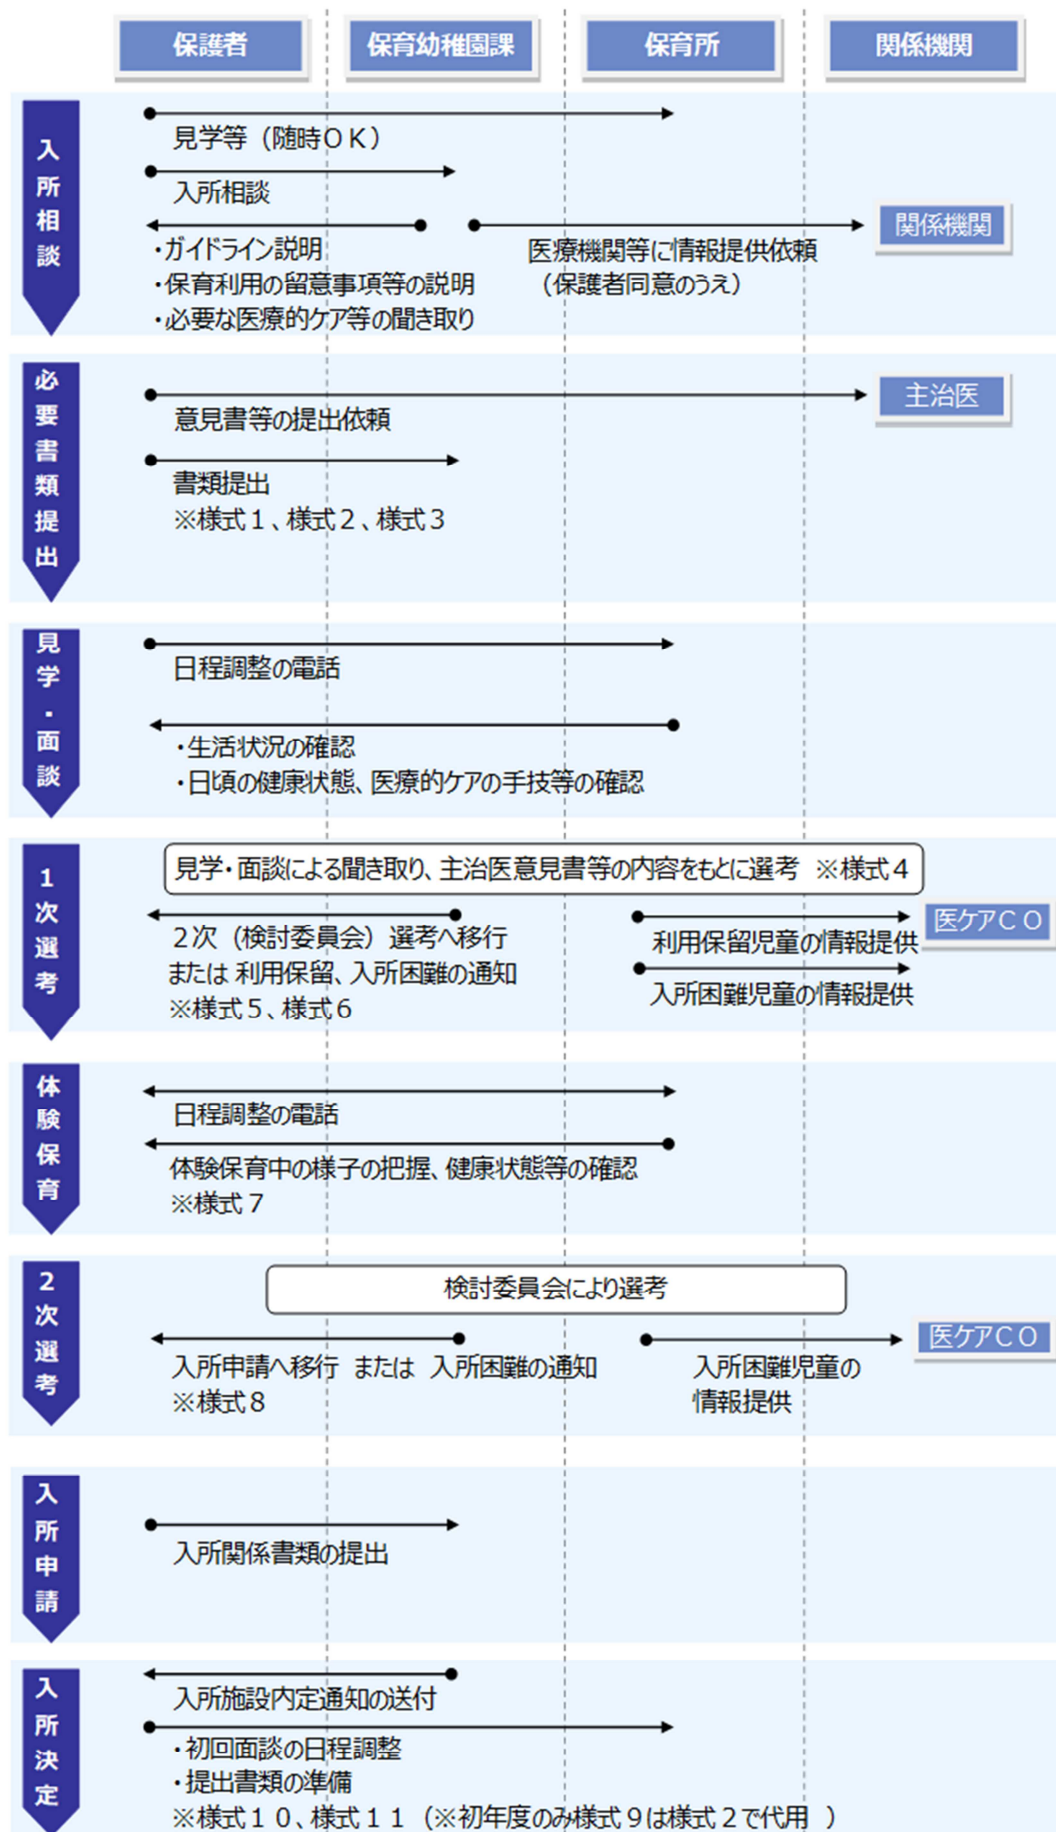 保護者
保育幼稚園課
保育所
関係機関
入所相談
見学等（随時ＯＫ）
入所相談
・ガイドライン説明
・保育利用の留意事項等の説明
・必要な医療的ケア等の聞き取り
医療機関等に情報提供依頼
（保護者同意のうえ）
関係機関
必要書類提出
意見書等の提出依頼
主治医
書類提出
※様式１、様式２、様式３
見学・面談
日程調整の電話
・生活状況の確認
・日頃の健康状態、医療的ケアの手技等の確認
１次選考
見学・面談による聞き取り、主治医意見書等の内容をもとに選考　※様式４
２次（検討委員会）選考へ移行
または 利用保留、入所困難の通知
※様式５、様式６
利用保留児童の情報提供
入所困難児童の情報提供
医ケアＣＯ
体験保育
日程調整の電話
体験保育中の様子の把握、健康状態等の確認
※様式７
２次選考
検討委員会により選考
入所申請へ移行　または　入所困難の通知
※様式８
入所困難児童の
情報提供
医ケアＣＯ
入所申請
入所関係書類の提出
入所決定
入所施設内定通知の送付
・初回面談の日程調整
・提出書類の準備
※様式１０、様式１１（※初年度のみ様式９は様式２で代用　）